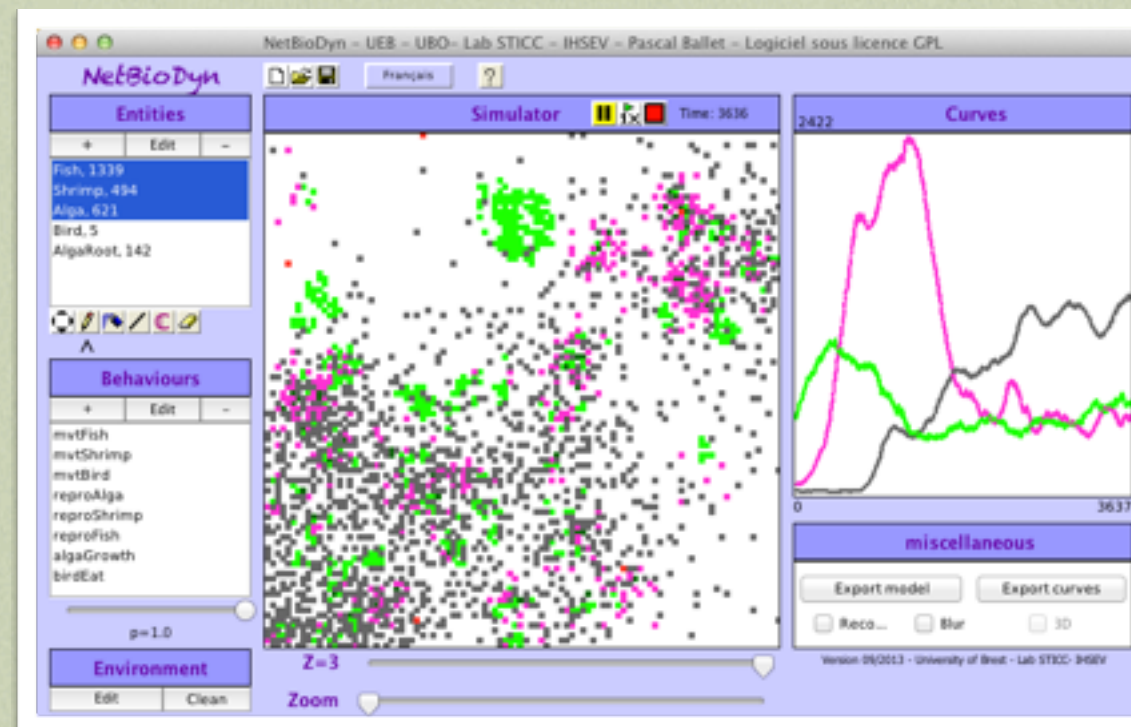 NetBioDyn – UEB – UBO– Lab STICC – IHSEV – Pascal Ballet – Logiciel sous licence GPL
NetBioDyn
Français
?
Entities
+ Edit -
Fish, 1339
Shrimp, 494
Alga, 621
Bird, 5
AlgaRoot, 142
Behaviours
+ Edit -
mvtFish
mvtShrimp
mvtBird
reproAlga
reproShrimp
reproFish
algaGrowth
birdEat
p=1.0
Environment
Edit Clean
Simulator
1x
Time: 3636
Z=3
Zoom
Curves
2422
0 3637
miscellaneous
Export model Export curves
Reco... Blur 3D
Version 09/2013 - University of Brest - Lab STICC- IHSEV